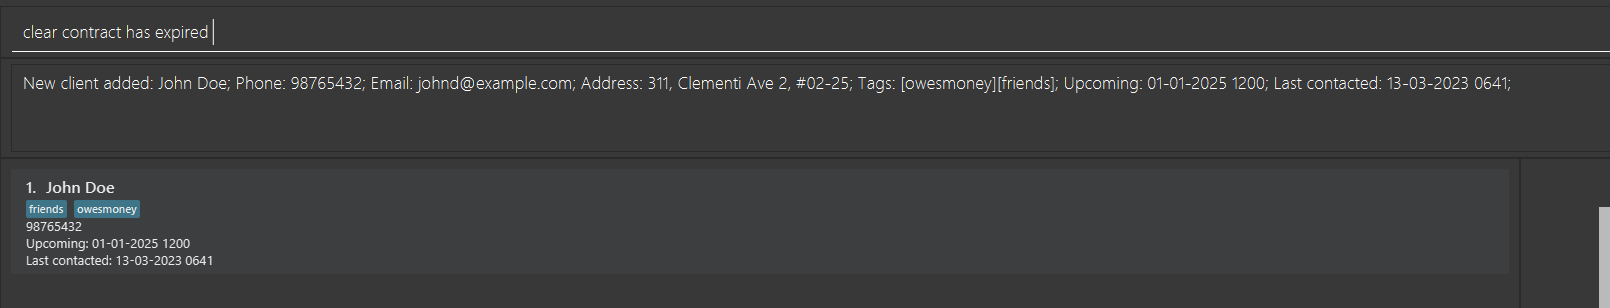 clear contract has expired
New client added: John Doe; Phone: 98765432; Email: johnd@example.com; Address: 311, Clementi Ave 2, #02-25; Tags: [owesmoney][friends]; Upcoming: 01-01-2025 1200; Last contacted: 13-03-2023 0641;
1. John Doe
friends owesmoney
98765432
Upcoming: 01-01-2025 1200
Last contacted: 13-03-2023 0641